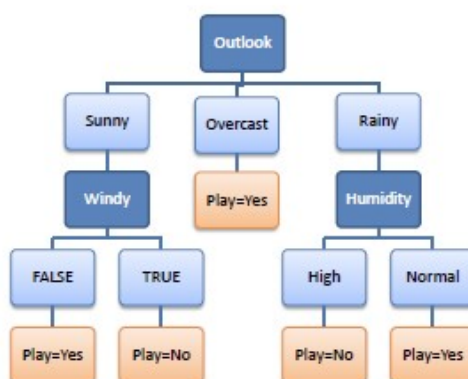 Outlook
Sunny Overcast Rainy
Windy Play=Yes Humidity
FALSE TRUE High Normal
Play=Yes Play=No Play=No Play=Yes